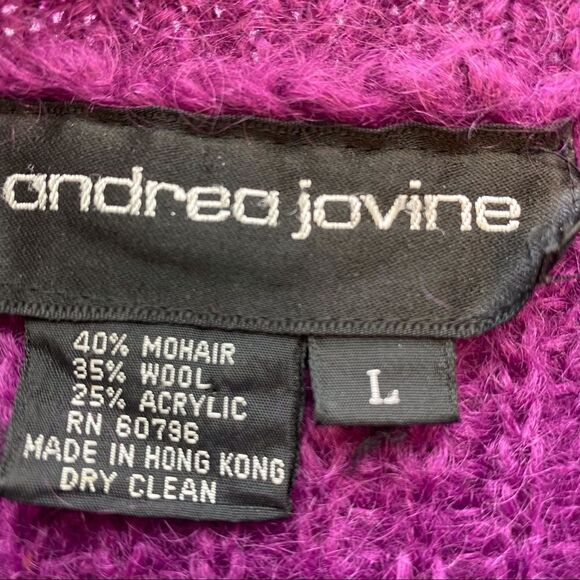 andrea jovine
40% MOHAIR
35% WOOL
25% ACRYLIC
RN 60796
MADE IN HONG KONG
DRY CLEAN
L